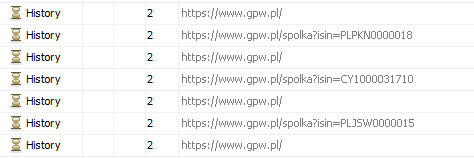 History 2 https://www.gpw.pl/
History 2 https://www.gpw.pl/spolka?isin=PLPKN0000018
History 2 https://www.gpw.pl/
History 2 https://www.gpw.pl/spolka?isin=CY1000031710
History 2 https://www.gpw.pl/
History 2 https://www.gpw.pl/spolka?isin=PLJSW0000015
History 2 https://www.gpw.pl/